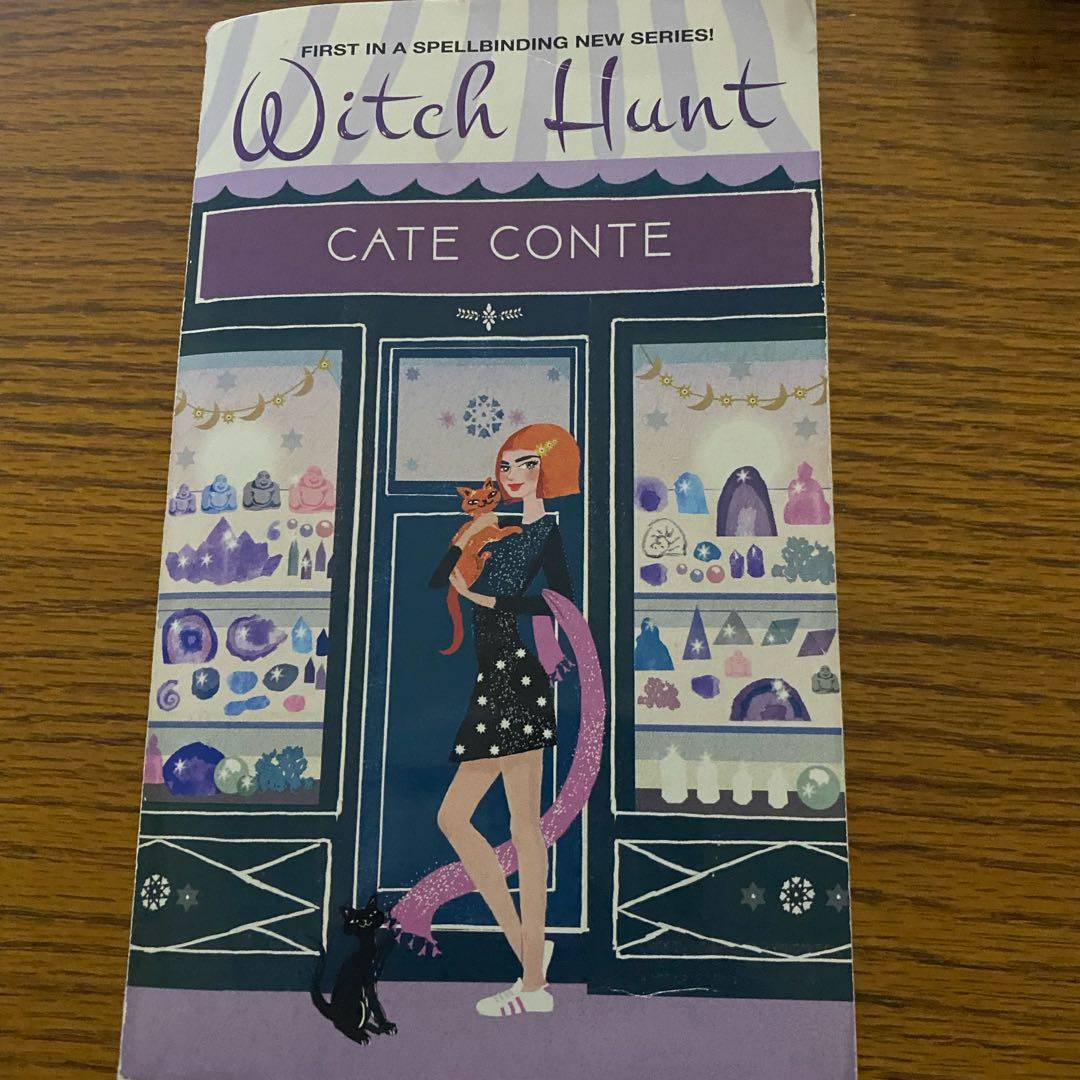 FIRST IN A SPELLBINDING NEW SERIES!
Witch Hunt
CATE CONTE